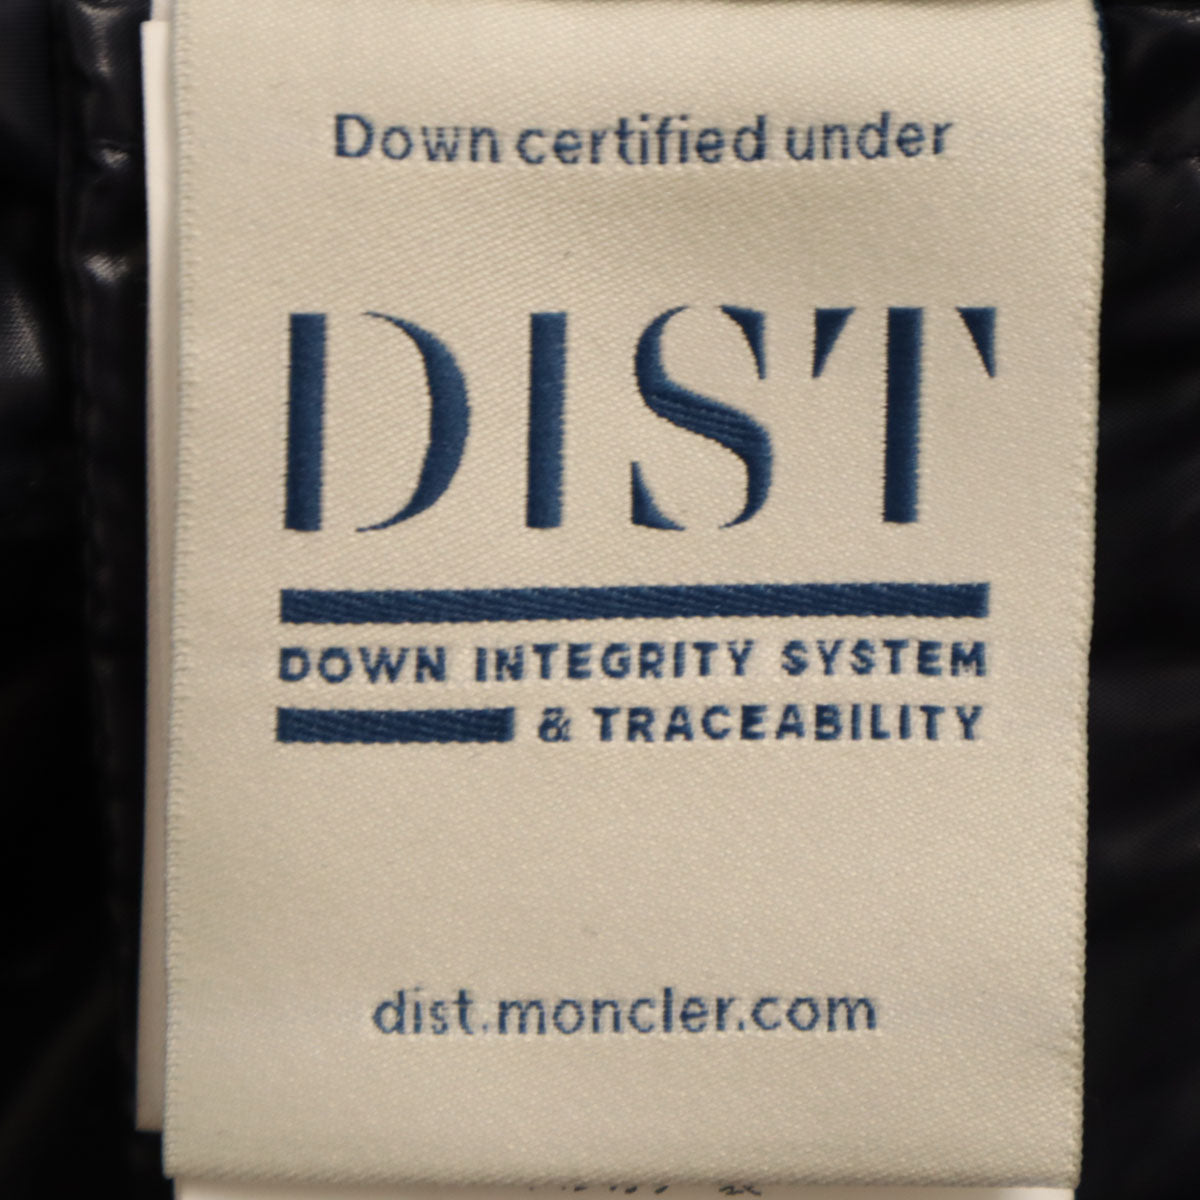 Down certified under
DIST
DOWN INTEGRITY SYSTEM
& TRACEABILITY
dist.moncler.com